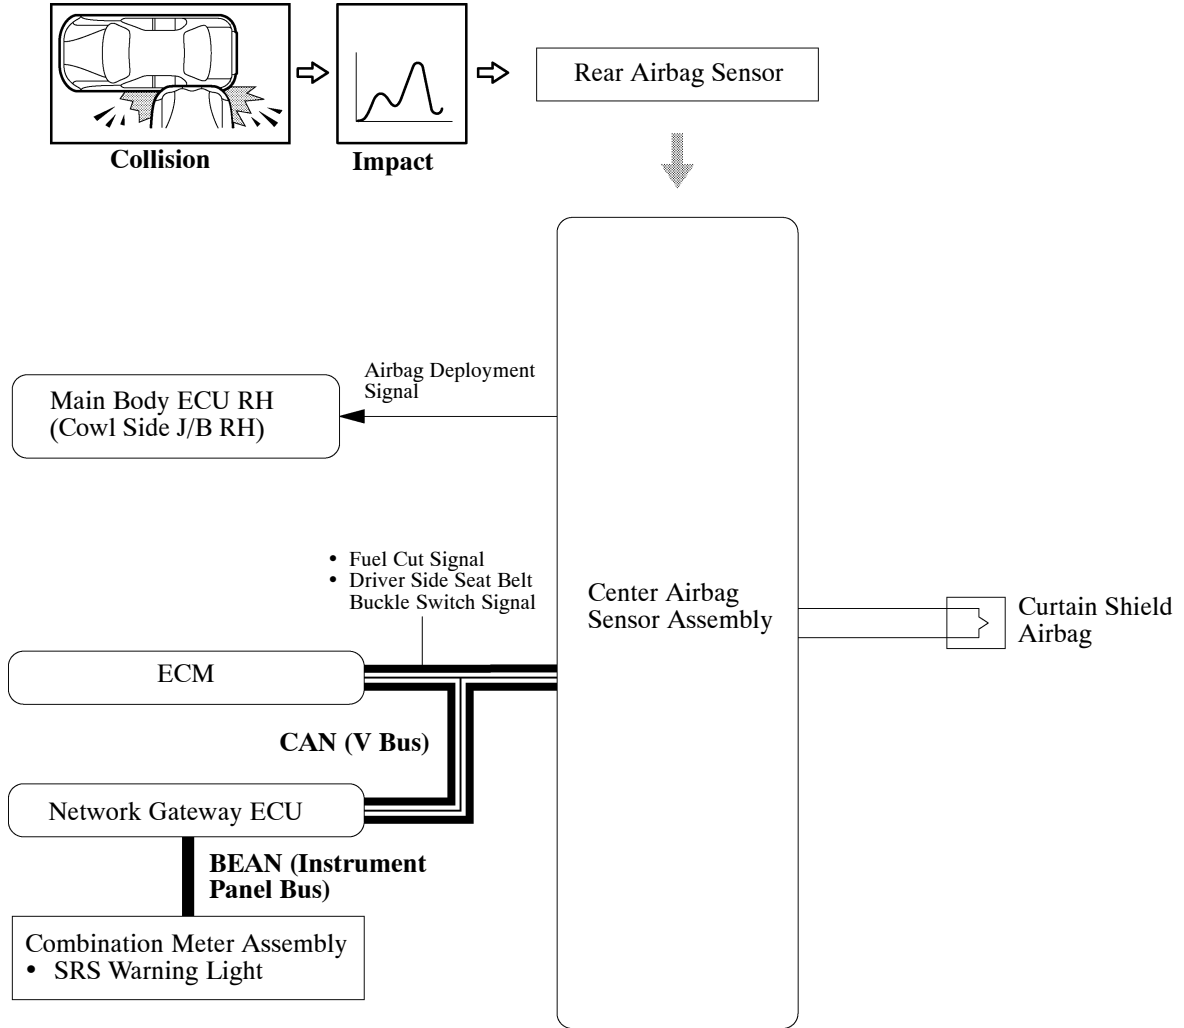 Rear Airbag Sensor
Collision
Impact
Airbag Deployment
Signal
Main Body ECU RH
(Cowl Side J/B RH)
• Fuel Cut Signal
• Driver Side Seat Belt
Buckle Switch Signal
Center Airbag
Sensor Assembly
Curtain Shield
Airbag
ECM
CAN (V Bus)
Network Gateway ECU
BEAN (Instrument
Panel Bus)
Combination Meter Assembly
• SRS Warning Light